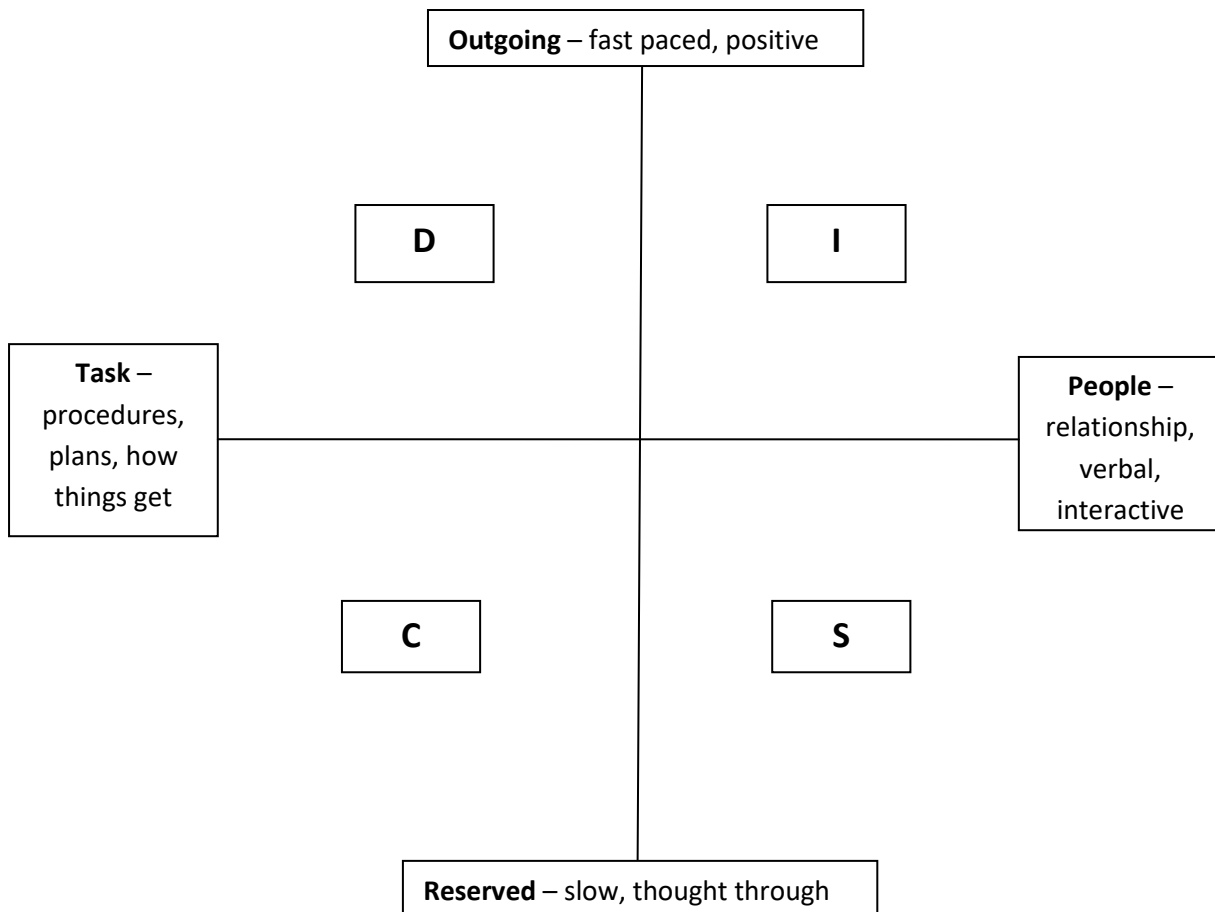 Outgoing – fast paced, positive
D
I
Task –
procedures,
plans, how
things get
People –
relationship,
verbal,
interactive
C
S
Reserved – slow, thought through